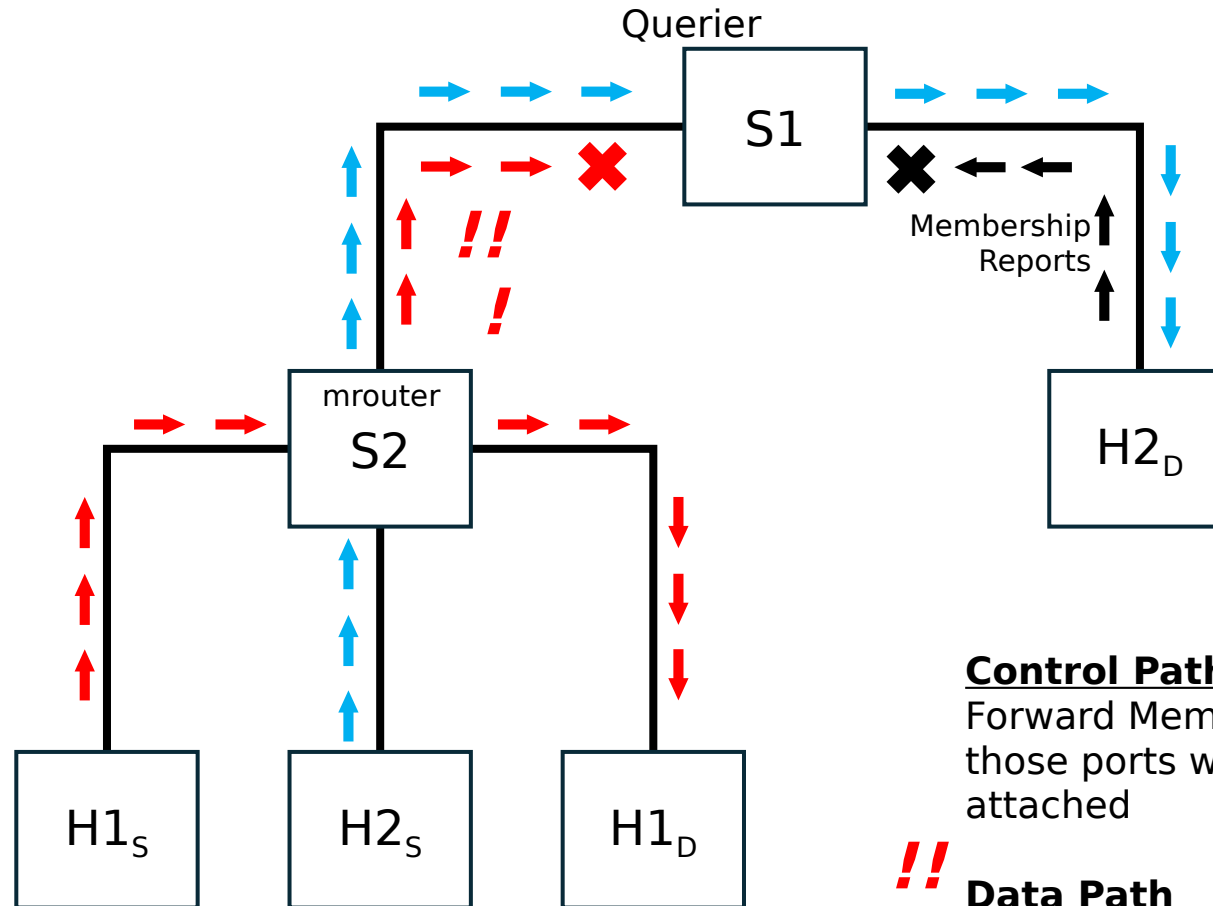 Querier
S1
!!
Membership
Reports
!
mrouter
S2
H2D
H1S
H2S
H1D
Control Path
Forward Mem
those ports w
attached
!!
Data Path